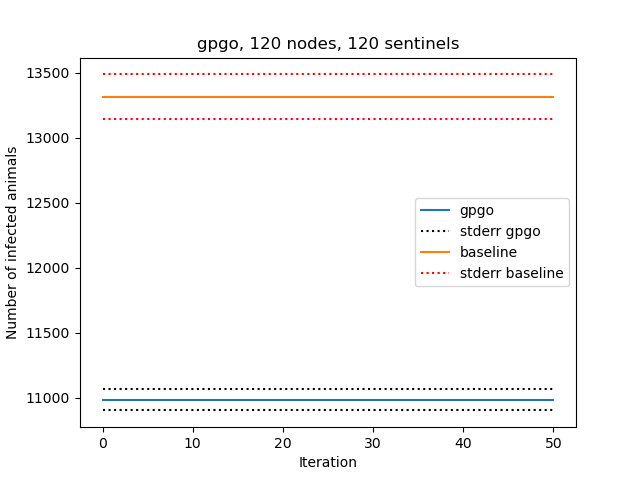 gpgo, 120 nodes, 120 sentinels
Number of infected animals
13500
13000
12500
12000
11500
11000
gpgo
stderr gpgo
baseline
stderr baseline
0 10 20 30 40 50
Iteration